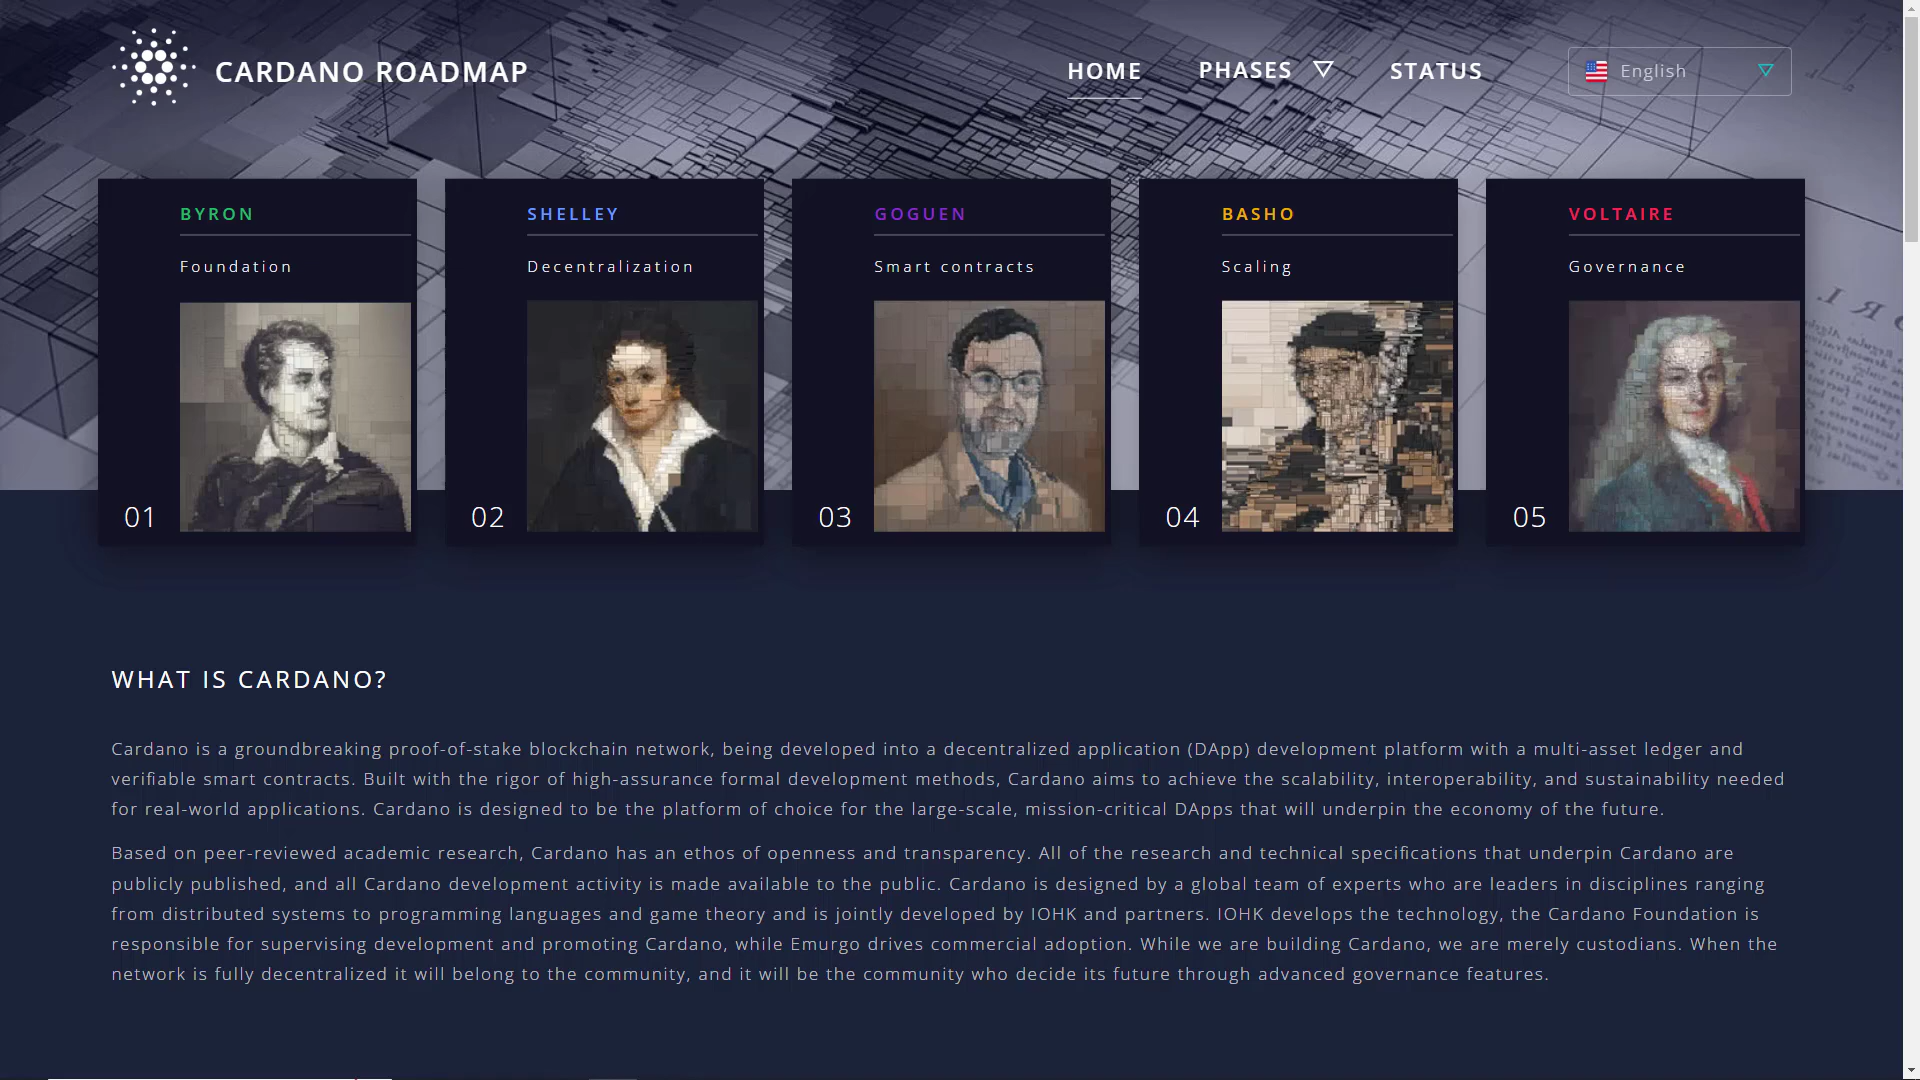 CARDANO ROADMAP
HOME
PHASES
STATUS
English
BYRON
Foundation
01
SHELLEY
Decentralization
02
GOGUEN
Smart contracts
03
BASHO
Scaling
04
VOLTAIRE
Governance
05
WHAT IS CARDANO?
Cardano is a groundbreaking proof-of-stake blockchain network, being developed into a decentralized application (DApp) development platform with a multi-asset ledger and
verifiable smart contracts. Built with the rigor of high-assurance formal development methods, Cardano aims to achieve the scalability, interoperability, and sustainability needed
for real-world applications. Cardano is designed to be the platform of choice for the large-scale, mission-critical DApps that will underpin the economy of the future.
Based on peer-reviewed academic research, Cardano has an ethos of openness and transparency. All of the research and technical specifications that underpin Cardano are
publicly published, and all Cardano development activity is made available to the public. Cardano is designed by a global team of experts who are leaders in disciplines ranging
from distributed systems to programming languages and game theory and is jointly developed by IOHK and partners. IOHK develops the technology, the Cardano Foundation is
responsible for supervising development and promoting Cardano, while Emurgo drives commercial adoption. While we are building Cardano, we are merely custodians. When the
network is fully decentralized it will belong to the community, and it will be the community who decide its future through advanced governance features.